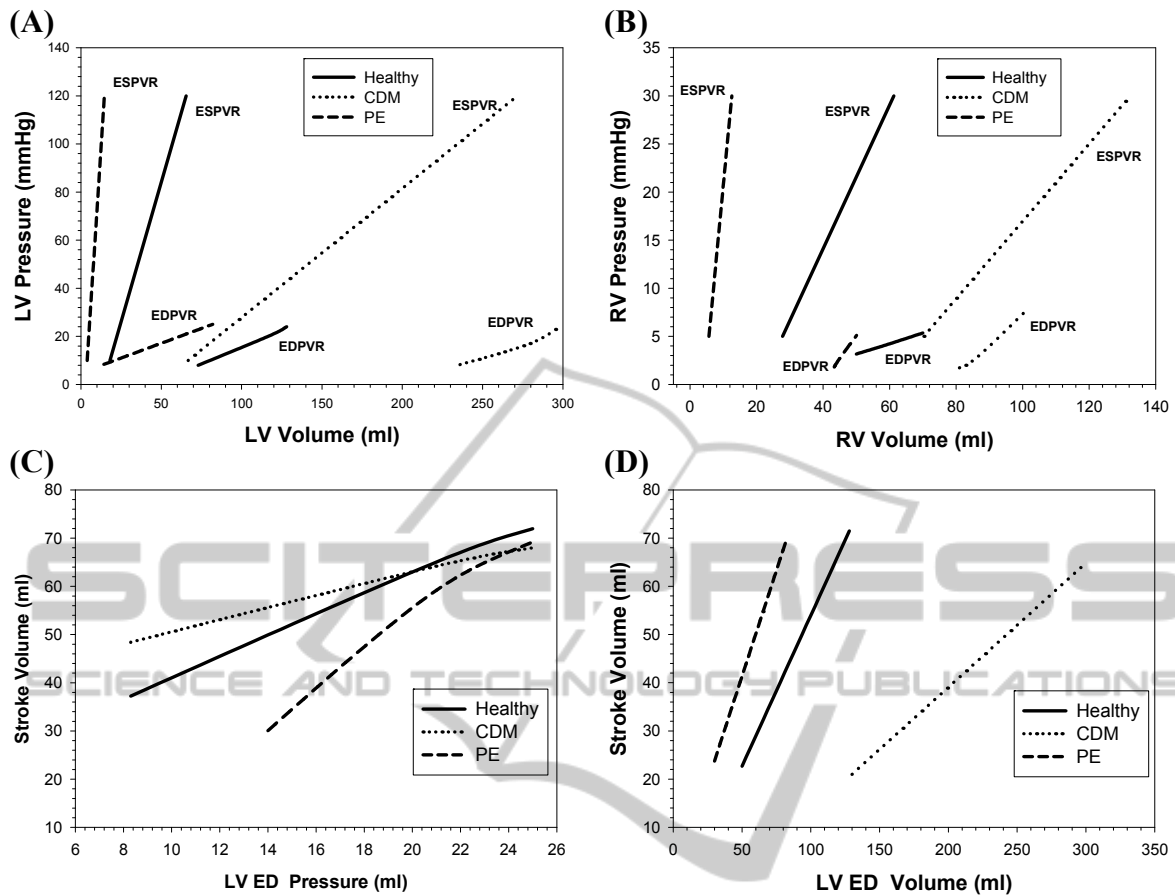 (A)
140
120
100
80
60
40
20
0
0 50 100 150 200 250 300
LV Pressure (mmHg)
LV Volume (ml)
Healthy
CDM
PE
ESPVR
ESPVR
ESPVR
EDPVR
EDPVR
EDPVR
(B)
35
30
25
20
15
10
5
0
0 20 40 60 80 100 120 140
RV Pressure (mmHg)
RV Volume (ml)
Healthy
CDM
PE
ESPVR
ESPVR
ESPVR
EDPVR
EDPVR
EDPVR
(C)
80
70
60
50
40
30
20
10
6 8 10 12 14 16 18 20 22 24 26
Stroke Volume (ml)
LV ED Pressure (ml)
Healthy
CDM
PE
(D)
80
70
60
50
40
30
20
10
0 50 100 150 200 250 300 350
Stroke Volume (ml)
LV ED Volume (ml)
Healthy
CDM
PE
SCITEPRESS
SCIENCE AND TECHNOLOGY PUBLICATIONS